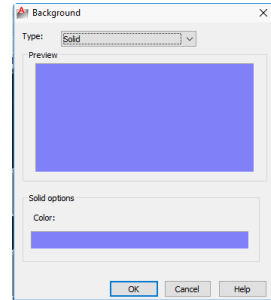 Background
Type: Solid
Preview
Solid options
Color:
OK Cancel Help